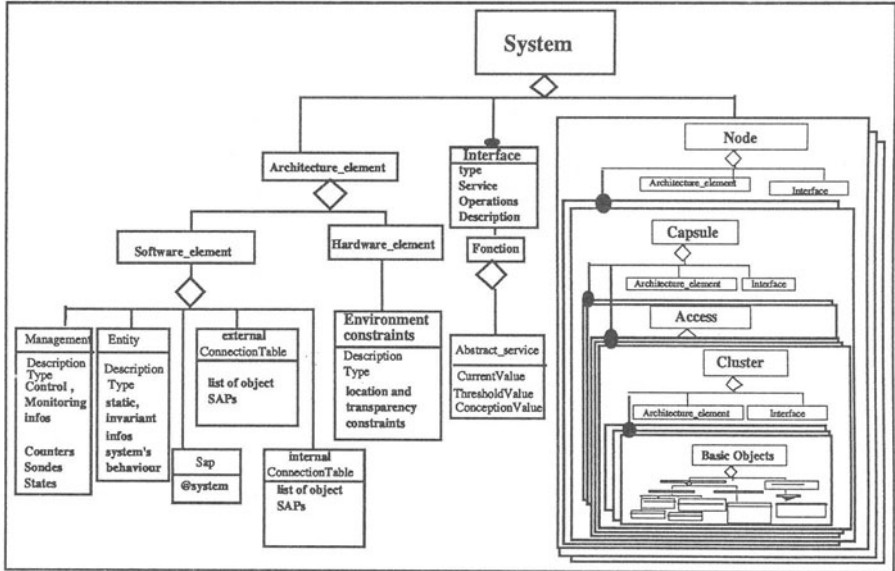 System
Architecture_element
Interface
type
Service
Operations
Description
Fonction
Software_element
Hardware_element
Management
Description
Type
Control ,
Monitoring
infos
Counters
Sondes
States
Entity
Description
Type
static,
invariant
infos
system's
behaviour
Sap
@system
external
ConnectionTable
list of object
SAPs
internal
ConnectionTable
list of object
SAPs
Environment
constraints
Description
Type
location and
transparency
constraints
Abstract_service
CurrentValue
ThresholdValue
ConceptionValue
Node
Architecture_element
Interface
Capsule
Architecture_element
Interface
Access
Cluster
Architecture_element
Interface
Basic Objects